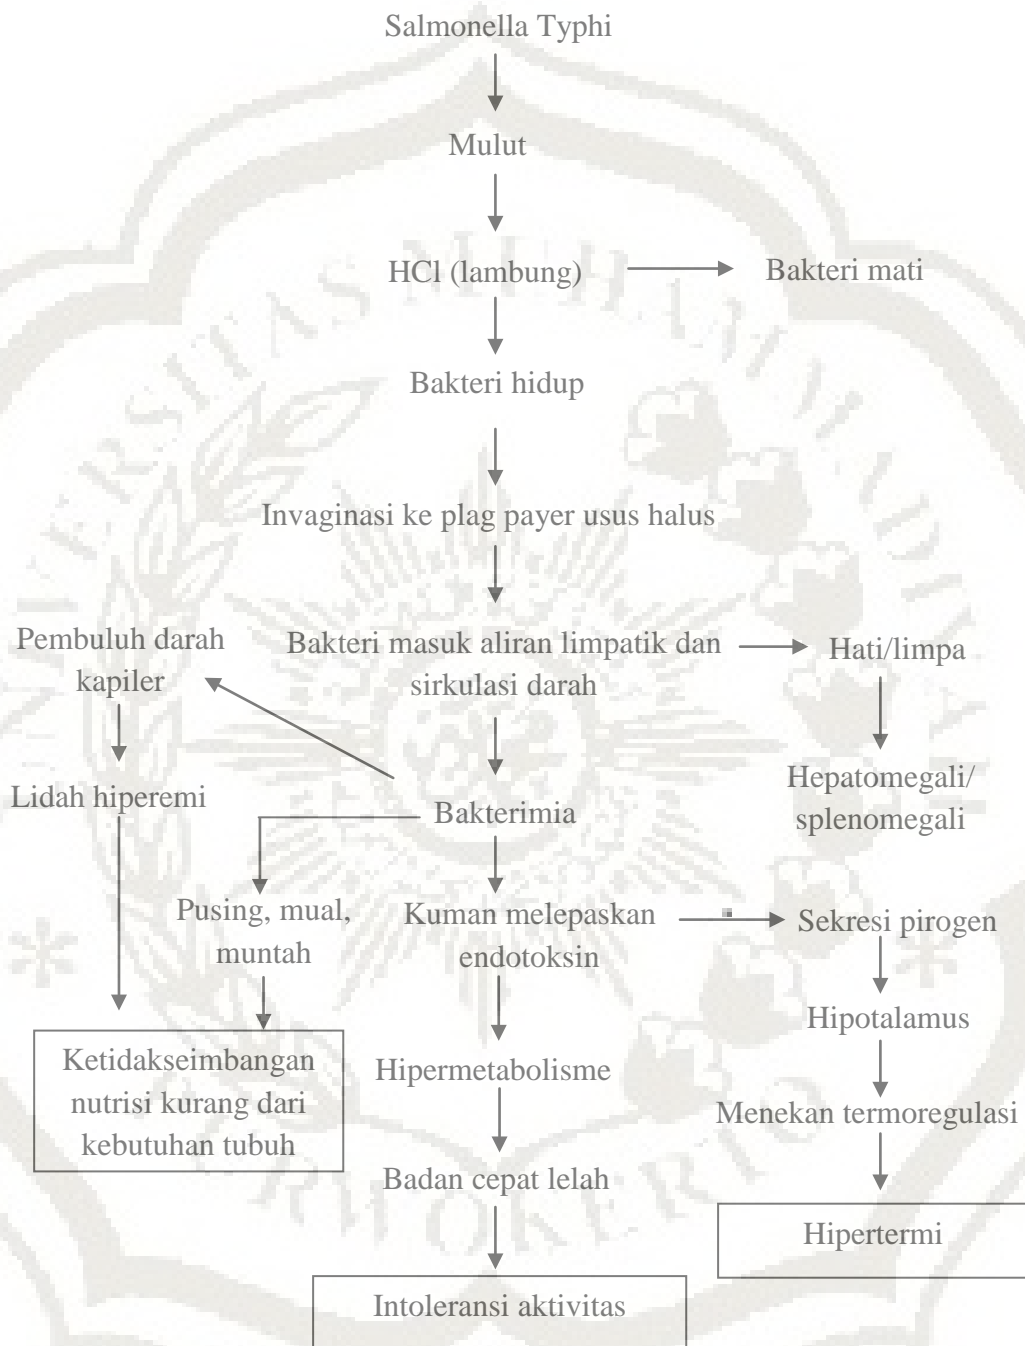 Salmonella Typhi
Mulut
HCl (lambung)
Bakteri mati
Bakteri hidup
Invaginasi ke plag payer usus halus
Pembuluh darah
kapiler
Bakteri masuk aliran limpatik dan
sirkulasi darah
Hati/limpa
Lidah hiperemi
Bakterimia
Hepatomegali/
splenomegali
Pusing, mual,
muntah
Kuman melepaskan
endotoksin
Sekresi pirogen
Hipotalamus
Ketidakseimbangan
nutrisi kurang dari
kebutuhan tubuh
Hipermetabolisme
Menekan termoregulasi
Badan cepat lelah
Hipertermi
Intoleransi aktivitas